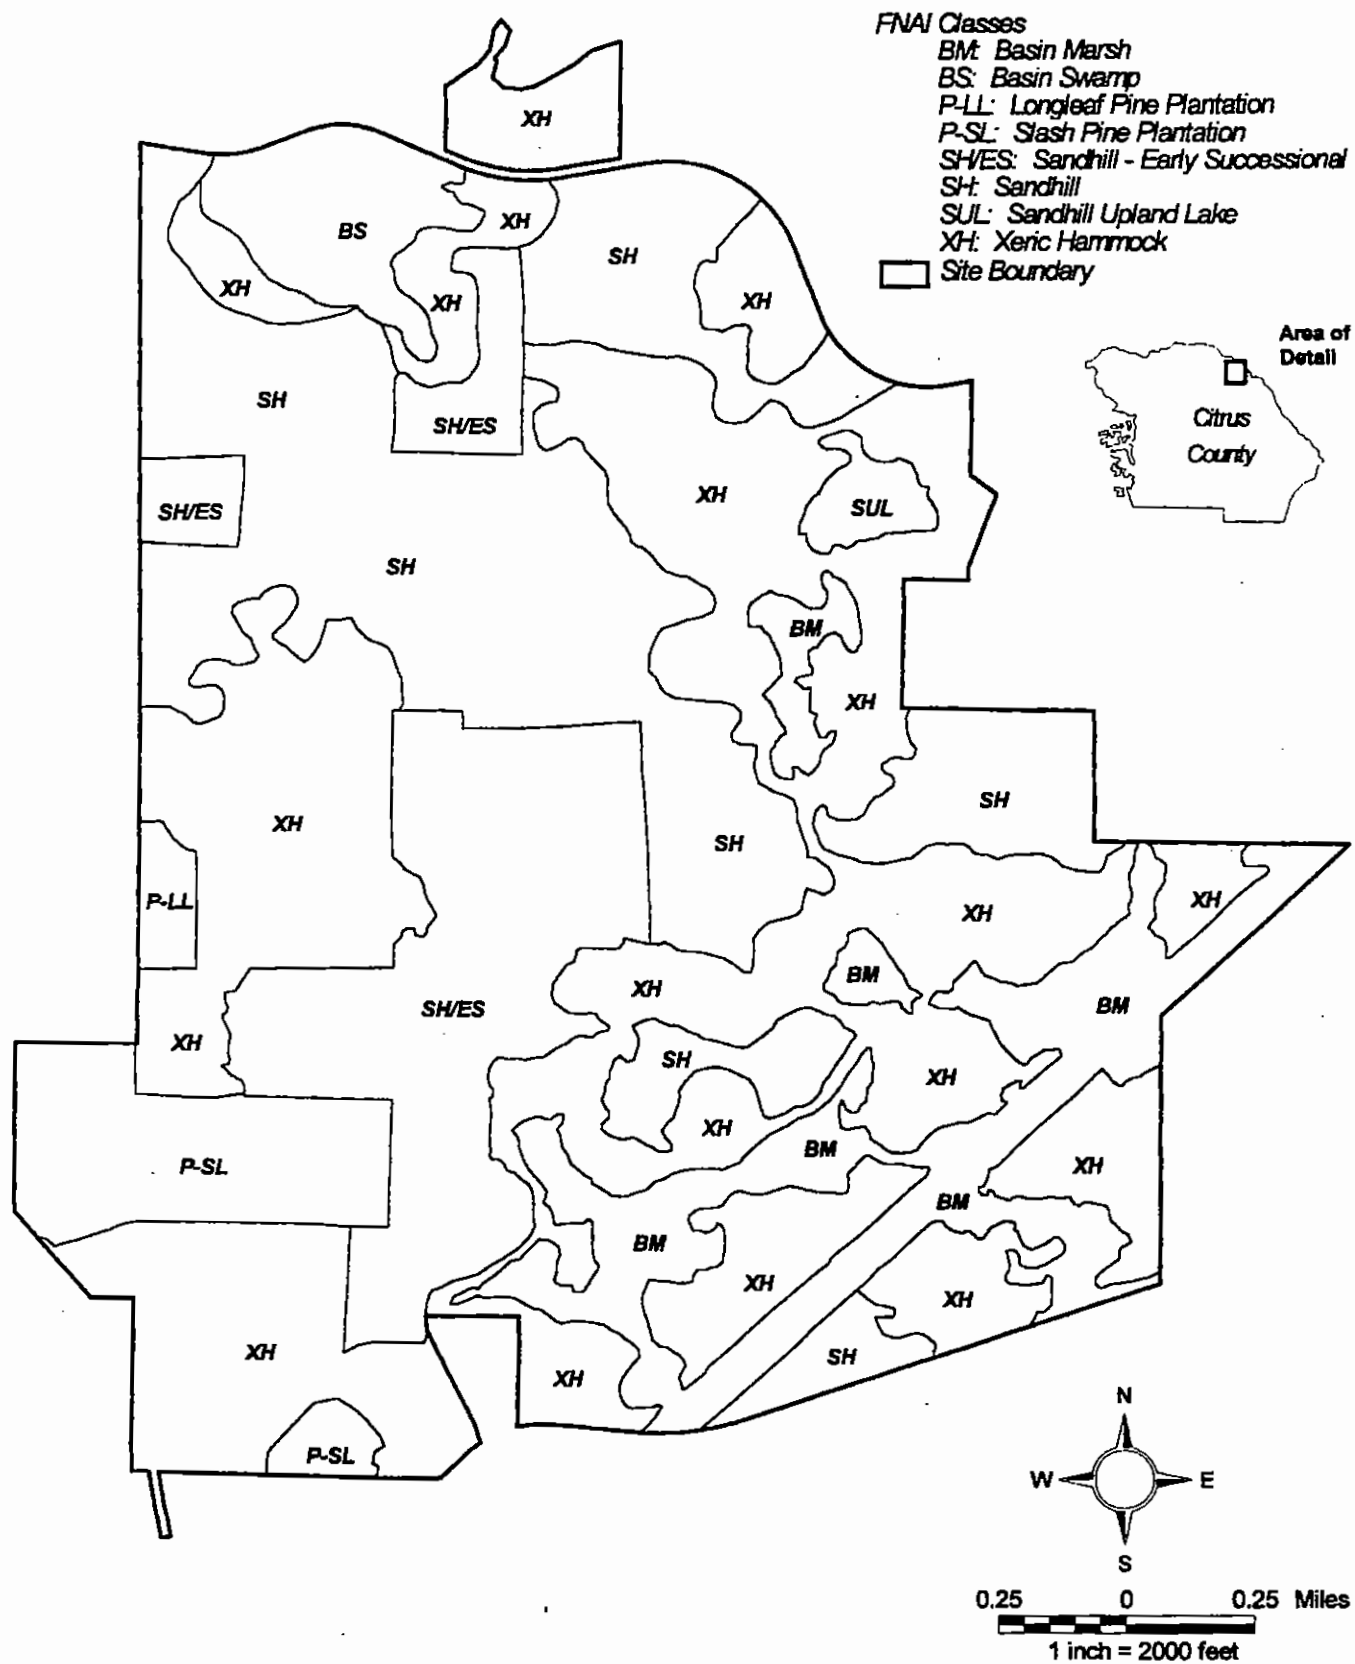 FNAI Classes
BM: Basin Marsh
BS: Basin Swamp
P-LL: Longleaf Pine Plantation
P-SL: Slash Pine Plantation
SH/ES: Sandhill - Early Successional
SH: Sandhill
SUL: Sandhill Upland Lake
XH: Xeric Hammock
Site Boundary
Area of
Detail
Citrus
County
XH
XH
BS
SH
XH
XH
XH
SH
SH/ES
XH
SUL
SH/ES
SH
BM
XH
SH
XH
SH
P-LL
XH
XH
BM
XH
SH/ES
BM
XH
SH
XH
XH
BM
P-SL
XH
BM
BM
XH
XH
XH
SH
XH
P-SL
N
W
E
S
0.25 0 0.25 Miles
1 inch = 2000 feet